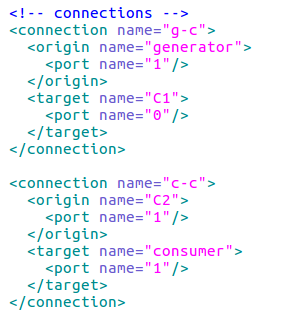 <!-- connections -->
<connection name="g-c">
  <origin name="generator">
    <port name="1"/>
  </origin>
  <target name="C1">
    <port name="0"/>
  </target>
</connection>

<connection name="c-c">
  <origin name="C2">
    <port name="1"/>
  </origin>
  <target name="consumer">
    <port name="1"/>
  </target>
</connection>